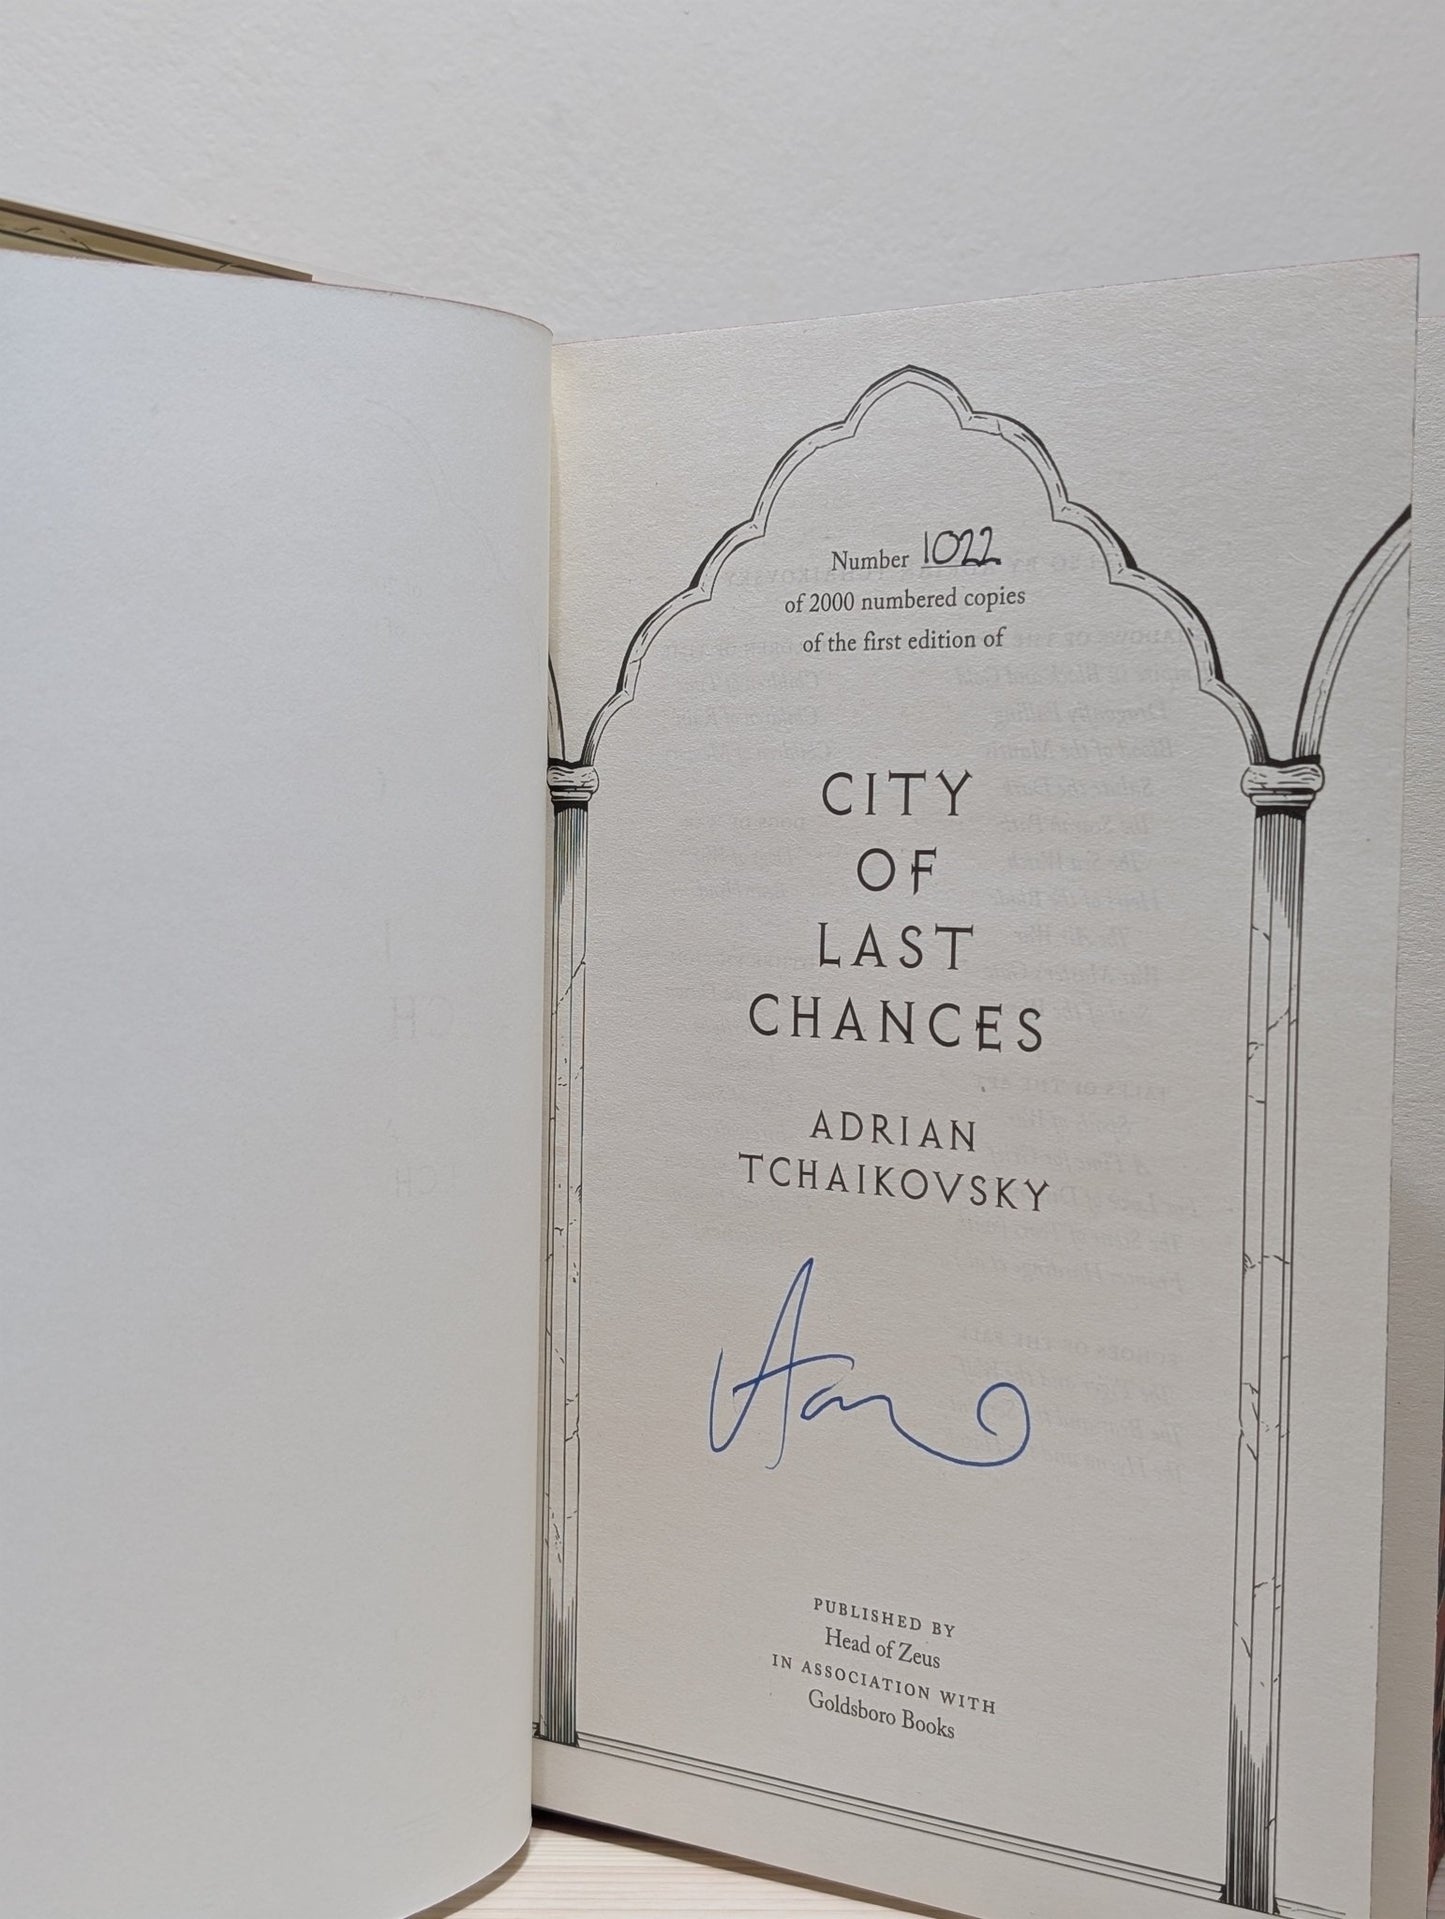 Number 1022
of 2000 numbered copies
of the first edition of
CITY
OF
LAST
CHANCES
ADRIAN
TCHAIKOVSKY
PUBLISHED BY
Head of Zeus
IN ASSOCIATION WITH
Goldsboro Books